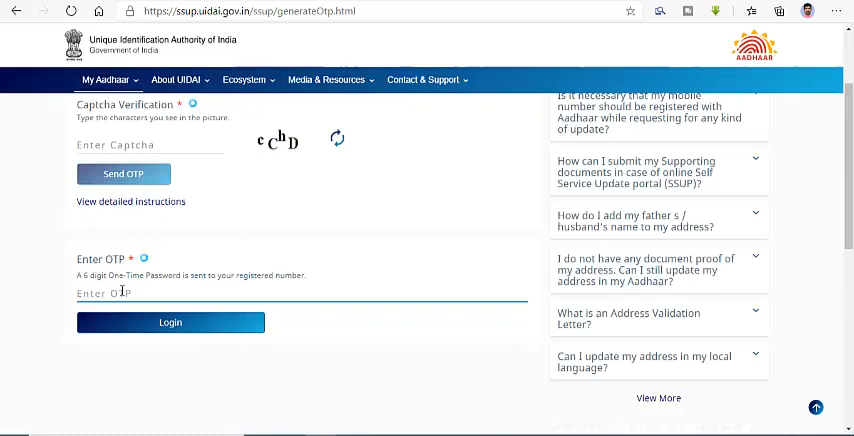 https://ssup.uidai.gov.in/ssup/generateOtp.html
Unique Identification Authority of India
Government of India
AADHAAR
My Aadhaar
About UIDAI
Ecosystem
Media & Resources
Contact & Support
Captcha Verification *
Type the characters you see in the picture.
Enter Captcha
c C h D
Send OTP
View detailed instructions
Enter OTP *
A 6 digit One-Time Password is sent to your registered number.
Enter OTP
Login
Is it necessary that my mobile
number should be registered with
Aadhaar while requesting for any kind
of update?
How can I submit my Supporting
documents in case of online Self
Service Update portal (SSUP)?
How do I add my father s /
husband's name to my address?
I do not have any document proof of
my address. Can I still update my
address in my Aadhaar?
What is an Address Validation
Letter?
Can I update my address in my local
language?
View More